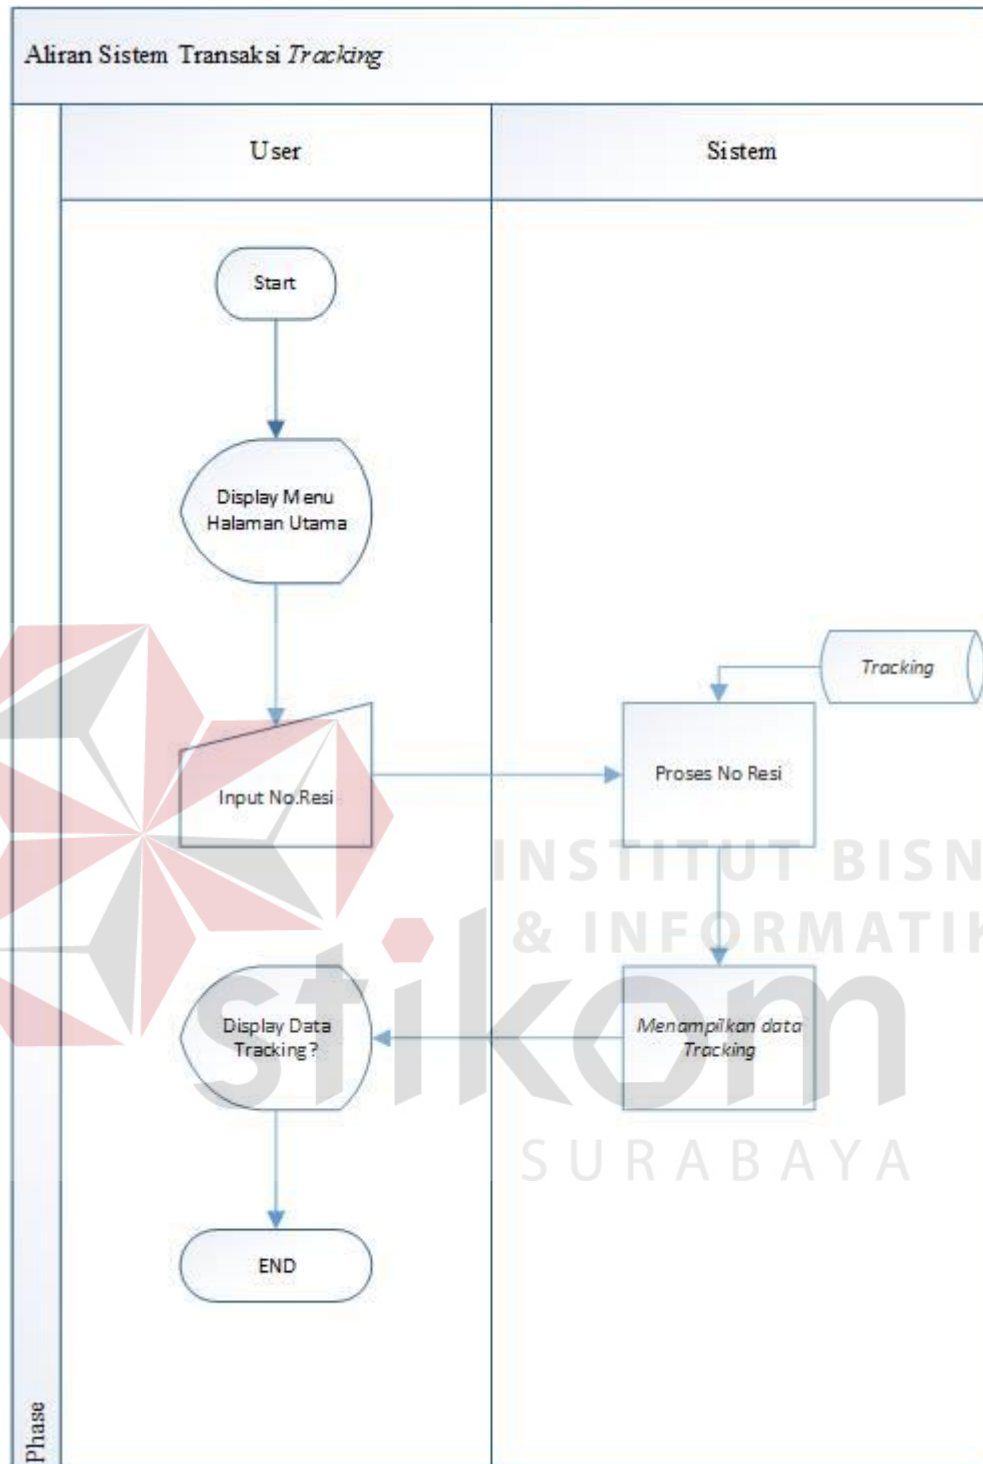 Aliran Sistem Transaksi Tracking
User
Sistem
Start
Display Menu
Halaman Utama
Tracking
Input No.Resi
Proses No Resi
INSTITUT BISN
& INFORMATIK
stikom
SURABAYA
Display Data
Tracking?
Menampilkan data
Tracking
END
Phase